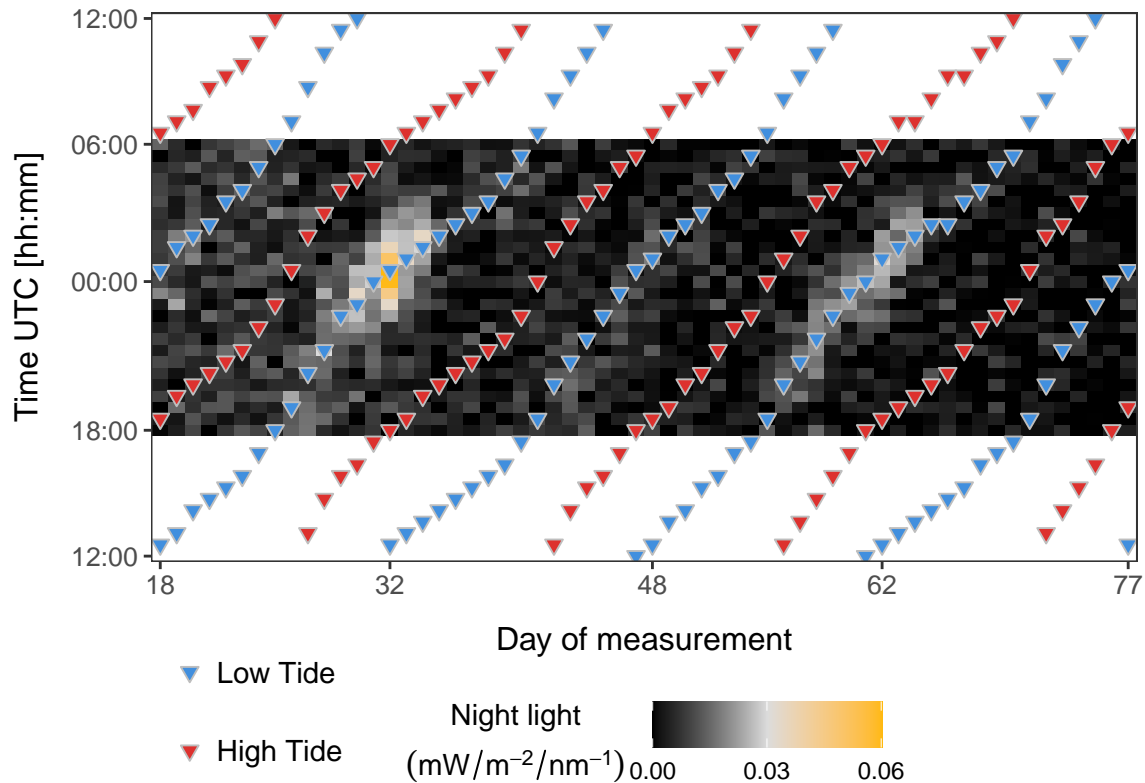 12:00
06:00
00:00
18:00
12:00
Time UTC [hh:mm]
18 32 48 62 77
Day of measurement
Low Tide
High Tide
Night light
(mW/m⁻²/nm⁻¹)
0.00 0.03 0.06